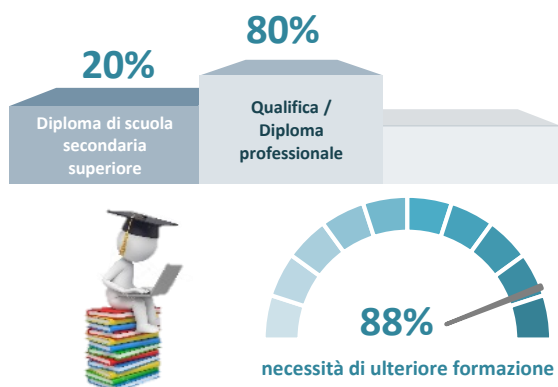 80%
20%
Diploma di scuola
secondaria
superiore
Qualifica /
Diploma
professionale
88%
necessità di ulteriore formazione